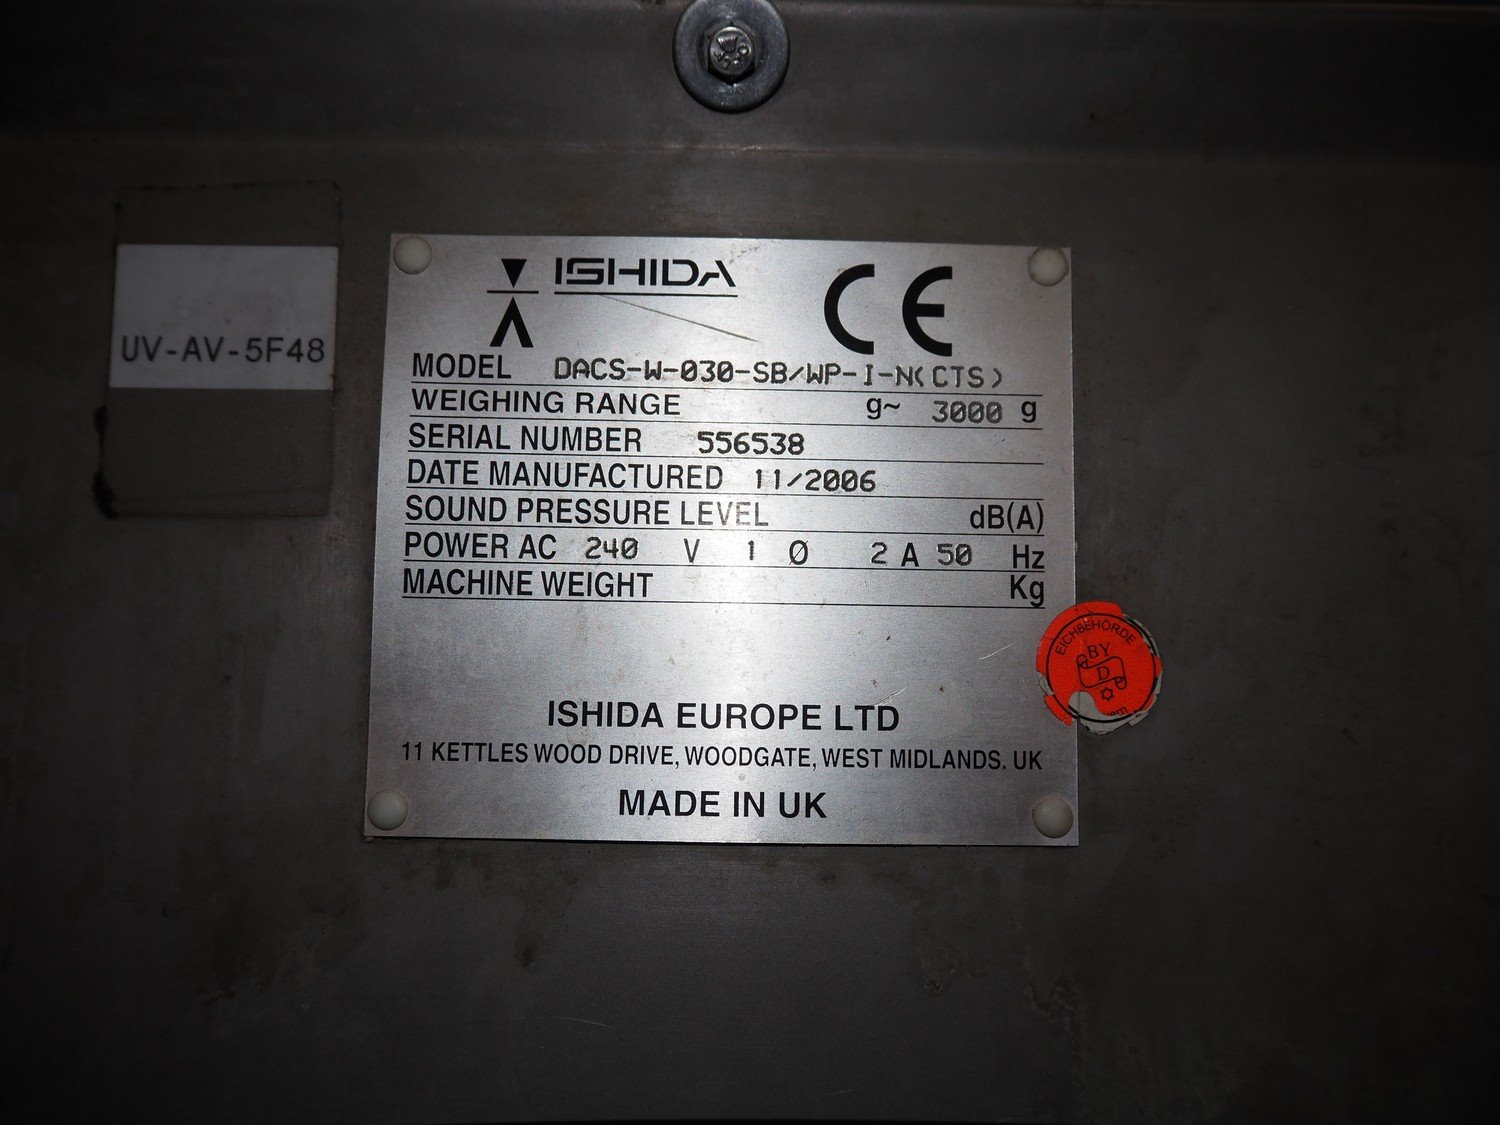 ISHIDA
CE
UV-AV-5F48
MODEL DACS-W-030-SB/WP-I-N(CTS)
WEIGHING RANGE g~ 3000 g
SERIAL NUMBER 556538
DATE MANUFACTURED 11/2006
SOUND PRESSURE LEVEL dB(A)
POWER AC 240 V 1 Ø 2 A 50 Hz
MACHINE WEIGHT Kg
EICHBEHÖRDE
BY
D
ISHIDA EUROPE LTD
11 KETTLES WOOD DRIVE, WOODGATE, WEST MIDLANDS. UK
MADE IN UK